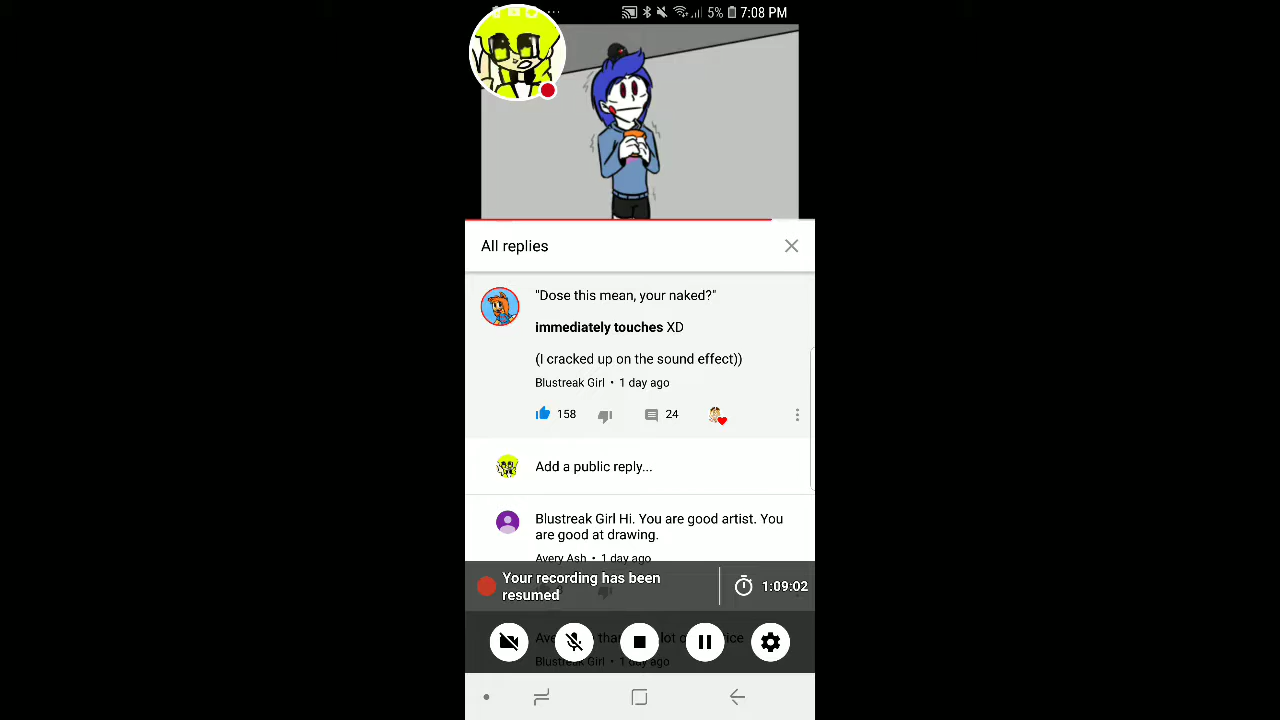 5% 7:08 PM
All replies
"Dose this mean, your naked?"
immediately touches XD
(I cracked up on the sound effect))
Blustreak Girl • 1 day ago
158 24
Add a public reply...
Blustreak Girl Hi. You are good artist. You
are good at drawing.
Avery Ash • 1 day ago
Your recording has been
resumed
1:09:02
Blustreak Girl • 1 day ago